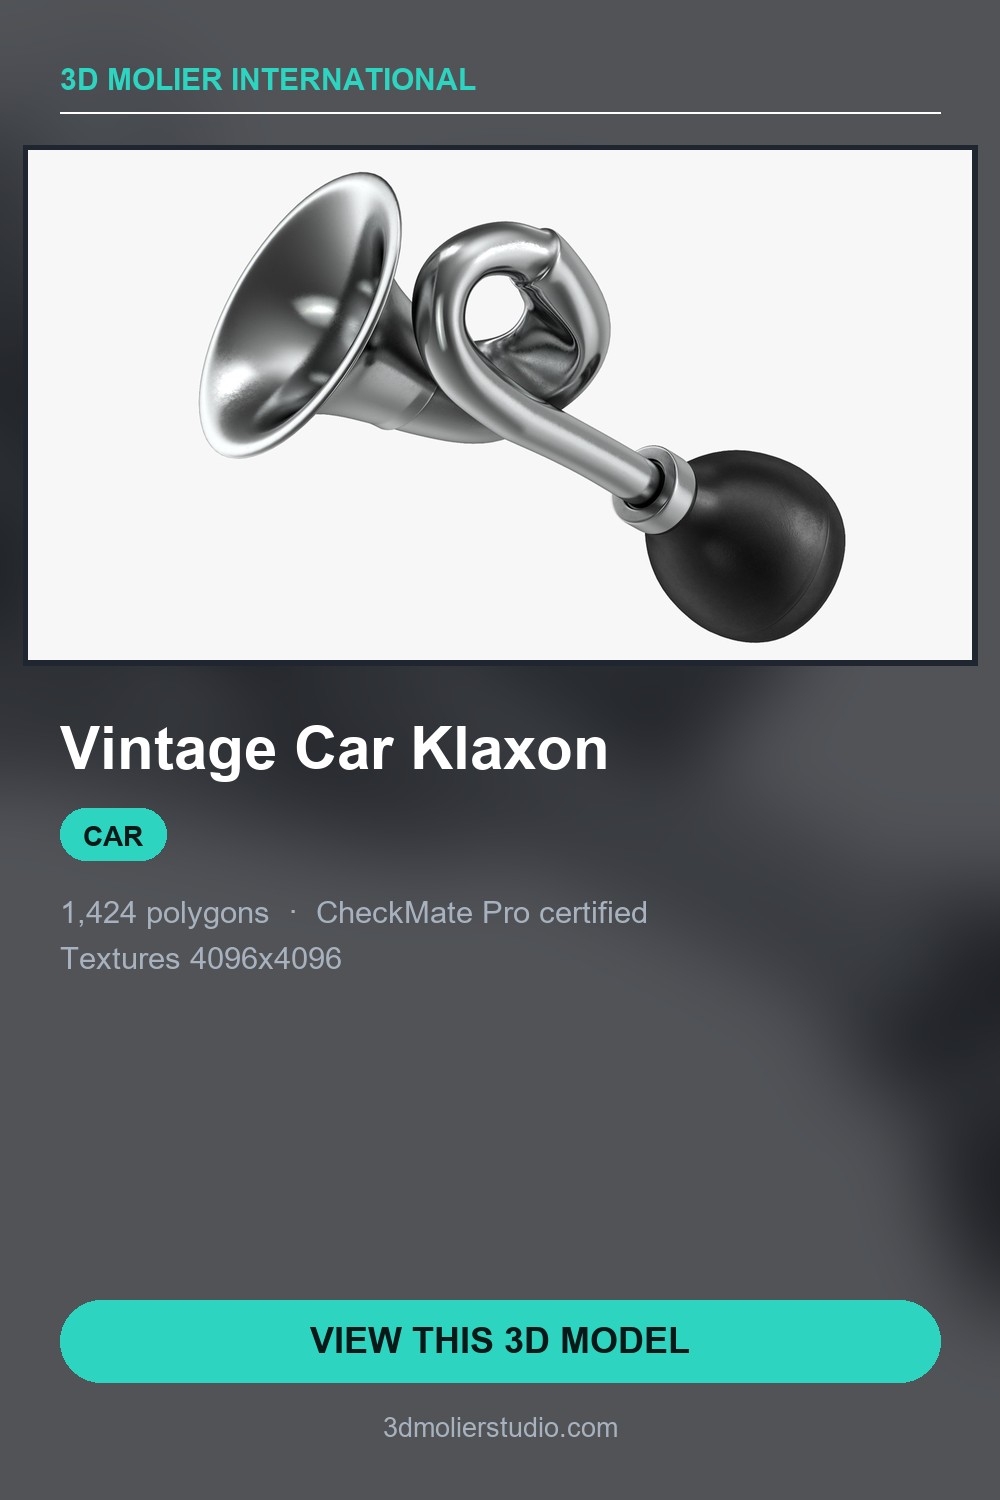 3D MOLIER INTERNATIONAL
Vintage Car Klaxon
CAR
1,424 polygons · CheckMate Pro certified
Textures 4096x4096
VIEW THIS 3D MODEL
3dmolierstudio.com